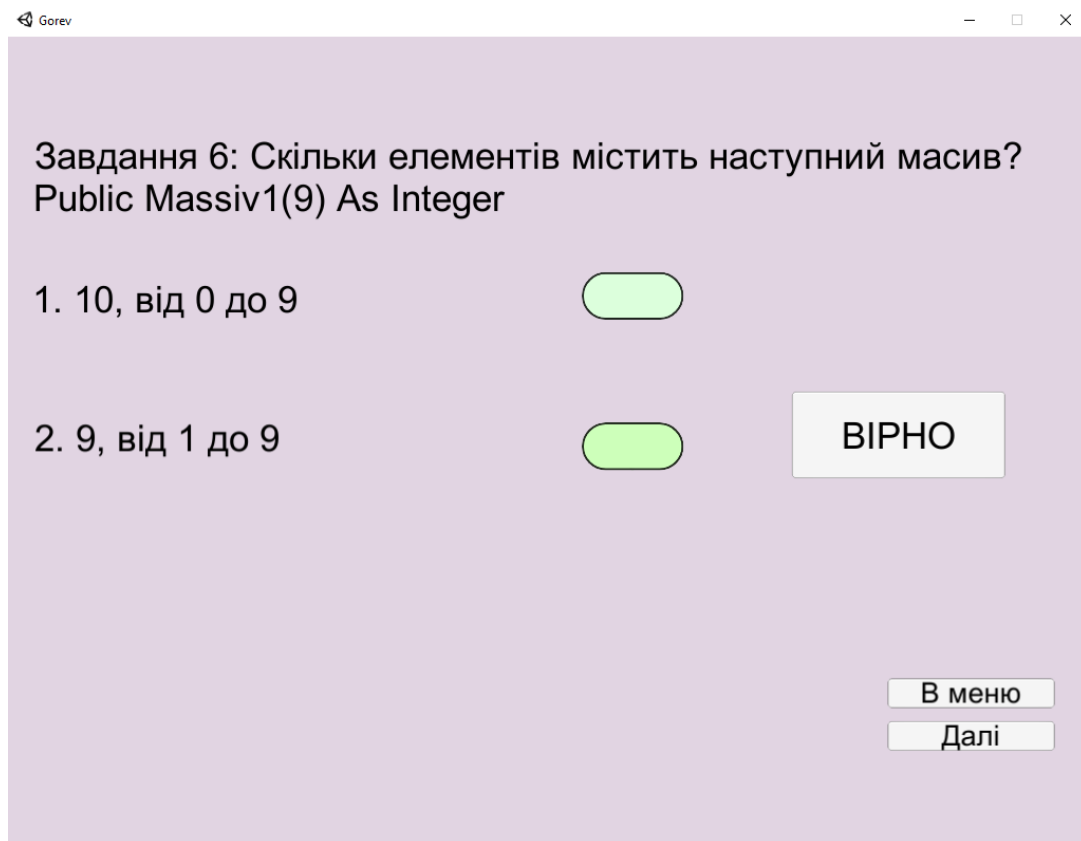 Gorev
Завдання 6: Скільки елементів містить наступний масив?
Public Massiv1(9) As Integer
1. 10, від 0 до 9
2. 9, від 1 до 9
ВІРНО
В меню
Далі